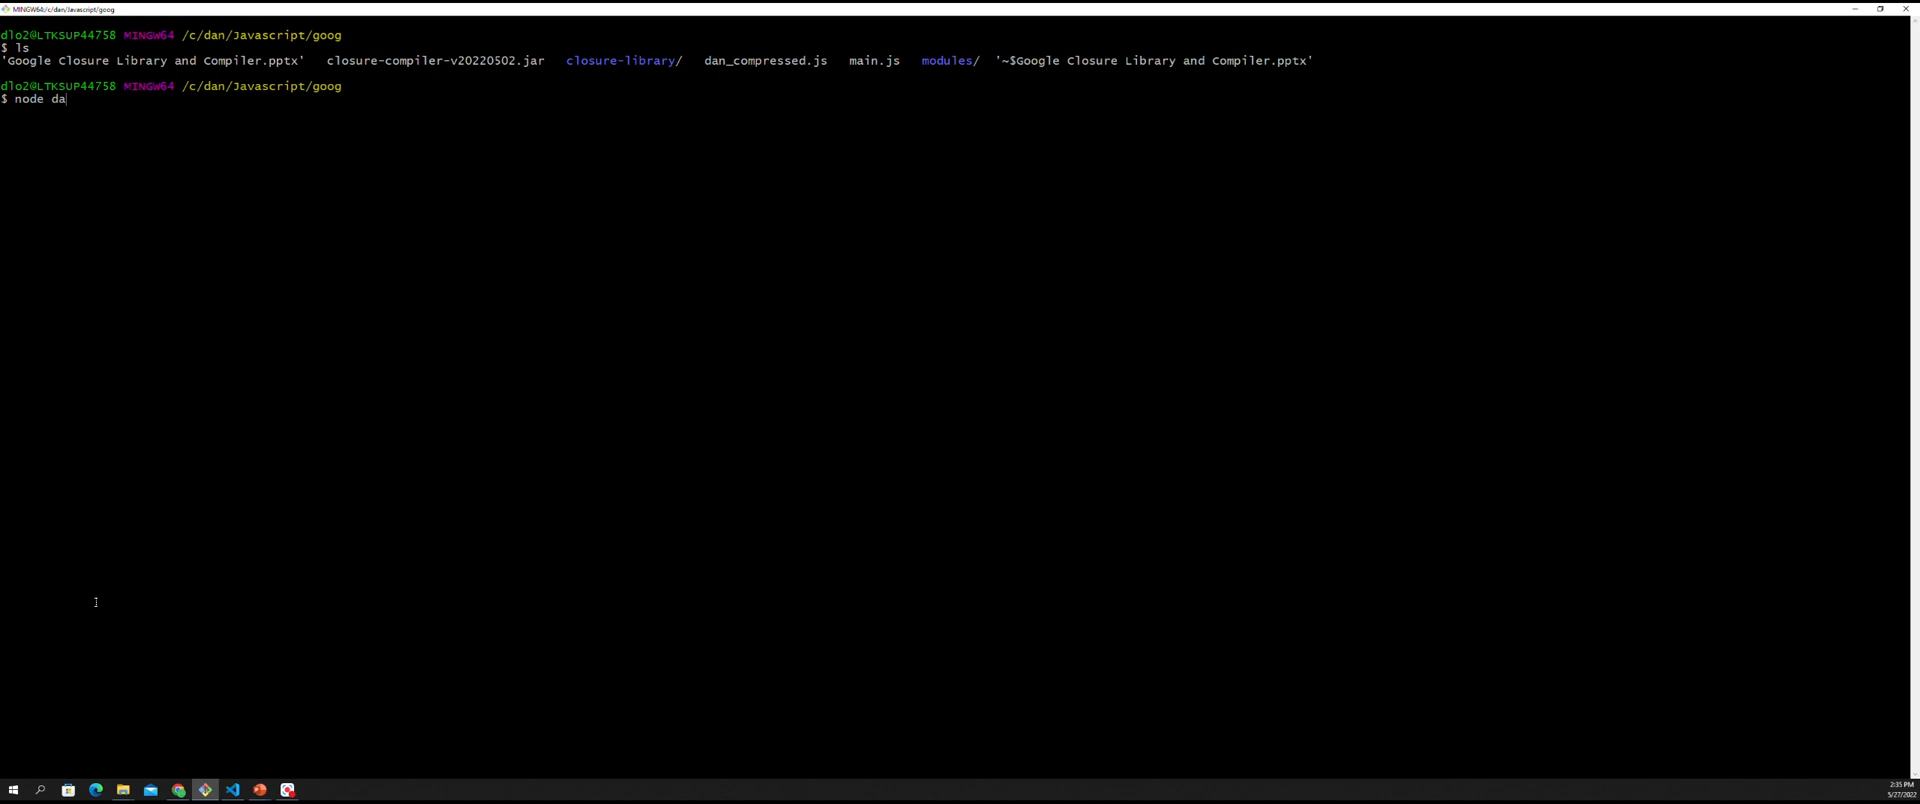 MINGW64:/c/dan/Javascript/goog
dlo2@LTKSUP44758 MINGW64 /c/dan/Javascript/goog
$ ls
'Google Closure Library and Compiler.pptx' closure-compiler-v20220502.jar closure-library/ dan_compressed.js main.js modules/ '~$Google Closure Library and Compiler.pptx'
dlo2@LTKSUP44758 MINGW64 /c/dan/Javascript/goog
$ node da
2:35 PM
5/27/2022